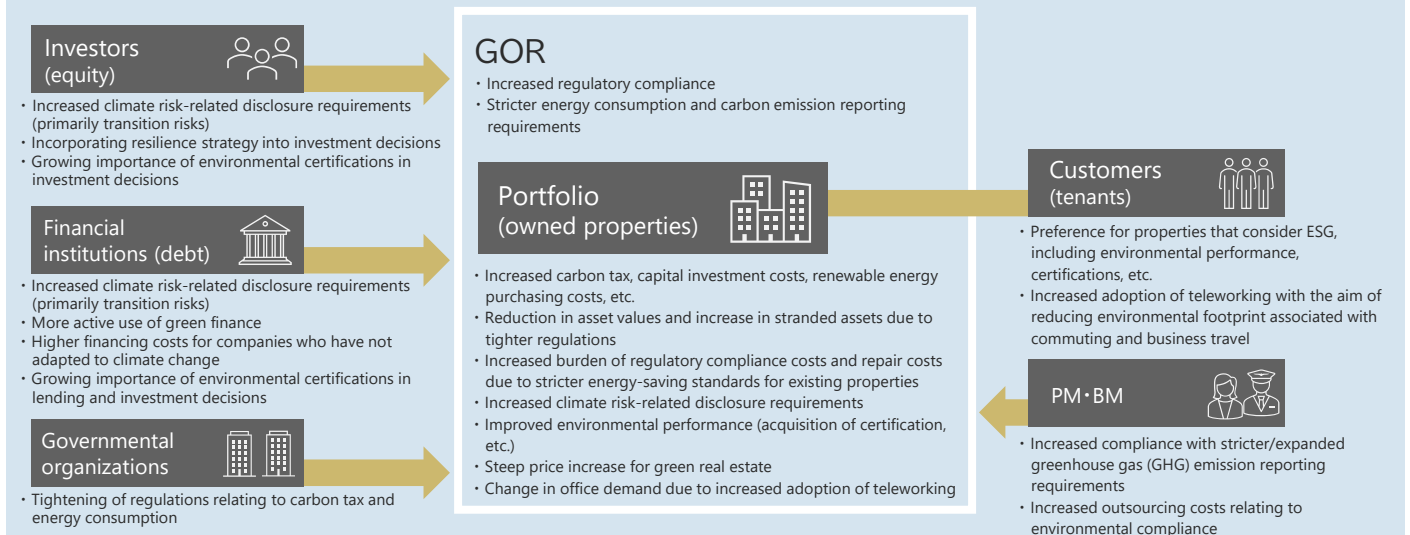 Investors
(equity)
・Increased climate risk-related disclosure requirements
(primarily transition risks)
・Incorporating resilience strategy into investment decisions
・Growing importance of environmental certifications in
investment decisions
Financial
institutions (debt)
・Increased climate risk-related disclosure requirements
(primarily transition risks)
・More active use of green finance
・Higher financing costs for companies who have not
adapted to climate change
・Growing importance of environmental certifications in
lending and investment decisions
Governmental
organizations
・Tightening of regulations relating to carbon tax and
energy consumption
GOR
・Increased regulatory compliance
・Stricter energy consumption and carbon emission reporting
requirements
Portfolio
(owned properties)
・Increased carbon tax, capital investment costs, renewable energy
purchasing costs, etc.
・Reduction in asset values and increase in stranded assets due to
tighter regulations
・Increased burden of regulatory compliance costs and repair costs
due to stricter energy-saving standards for existing properties
・Increased climate risk-related disclosure requirements
・Improved environmental performance (acquisition of certification,
etc.)
・Steep price increase for green real estate
・Change in office demand due to increased adoption of teleworking
Customers
(tenants)
・Preference for properties that consider ESG,
including environmental performance,
certifications, etc.
・Increased adoption of teleworking with the aim of
reducing environmental footprint associated with
commuting and business travel
PM・BM
・Increased compliance with stricter/expanded
greenhouse gas (GHG) emission reporting
requirements
・Increased outsourcing costs relating to
environmental compliance